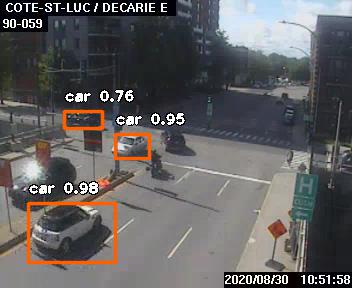 COTE-ST-LUC / DECARIE E
90-059
car 0.76
car 0.95
car 0.98
H
CUSM
2020/08/30 10:51:58